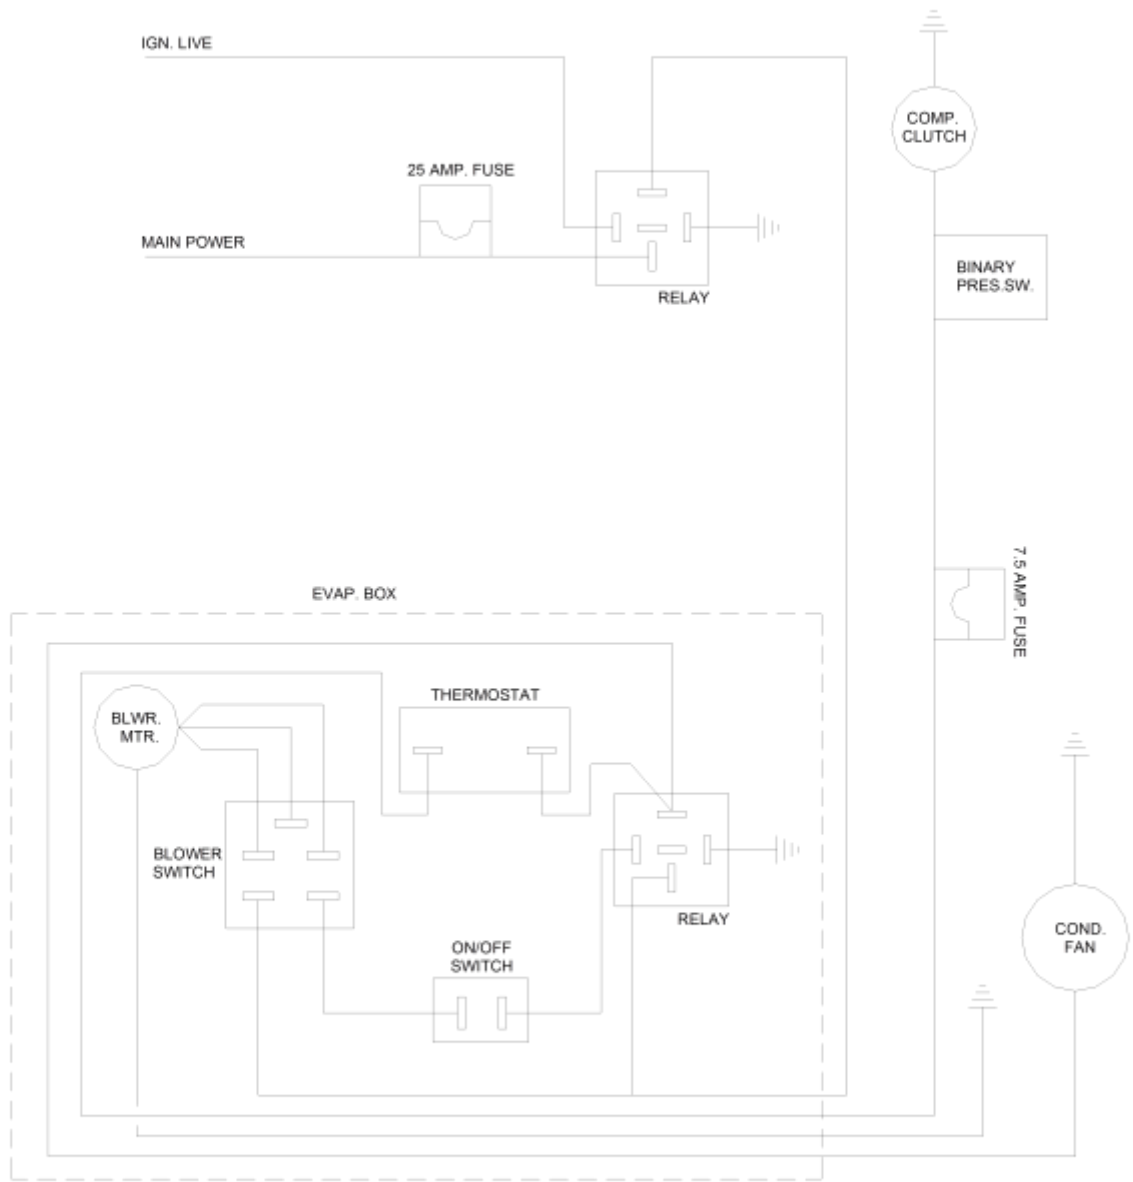 IGN. LIVE
COMP.
CLUTCH
25 AMP. FUSE
MAIN POWER
BINARY
PRES.SW.
RELAY
7.5 AMP. FUSE
EVAP. BOX
THERMOSTAT
BLWR.
MTR.
BLOWER
SWITCH
RELAY
ON/OFF
SWITCH
COND.
FAN